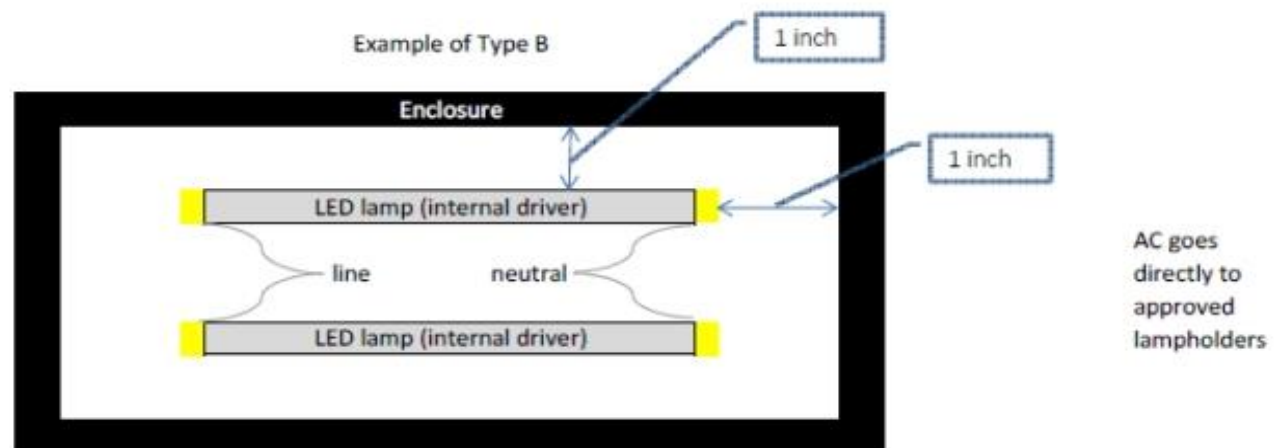 Example of Type B
1 inch
Enclosure
1 inch
LED lamp (internal driver)
line
neutral
LED lamp (internal driver)
AC goes
directly to
approved
lampholders